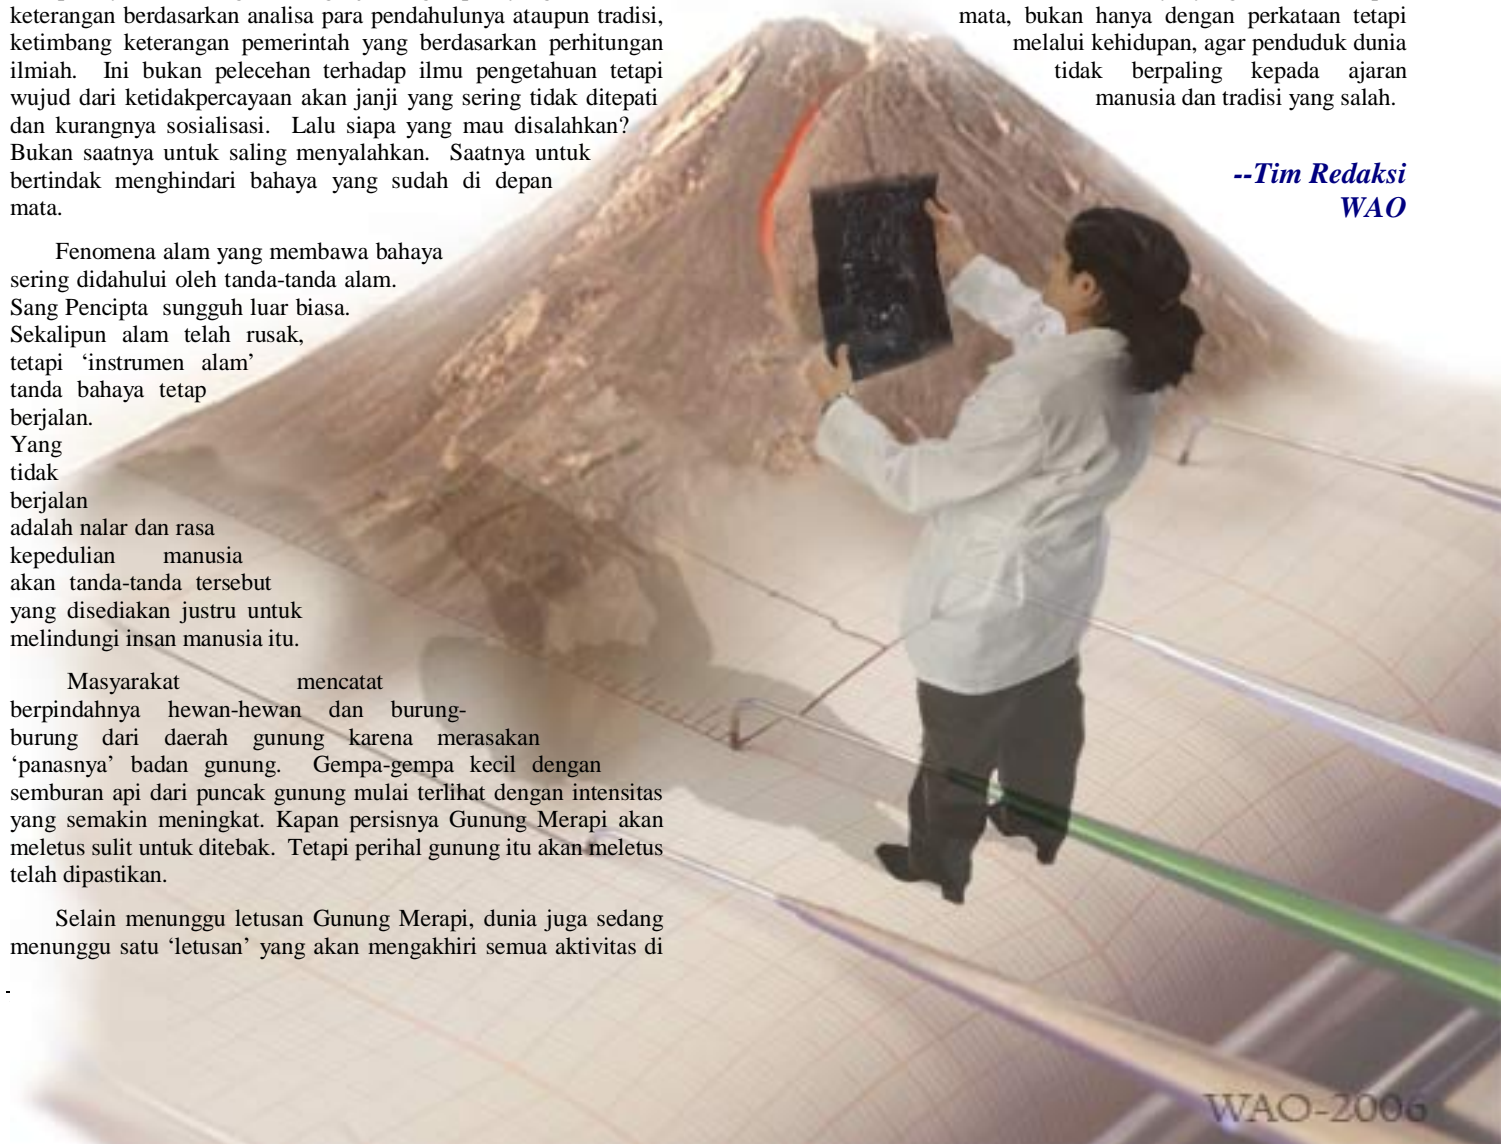 keterangan berdasarkan analisa para pendahulunya ataupun tradisi,
ketimbang keterangan pemerintah yang berdasarkan perhitungan
ilmiah. Ini bukan pelecehan terhadap ilmu pengetahuan tetapi
wujud dari ketidakpercayaan akan janji yang sering tidak ditepati
dan kurangnya sosialisasi. Lalu siapa yang mau disalahkan?
Bukan saatnya untuk saling menyalahkan. Saatnya untuk
bertindak menghindari bahaya yang sudah di depan
mata.
Fenomena alam yang membawa bahaya
sering didahului oleh tanda-tanda alam.
Sang Pencipta sungguh luar biasa.
Sekalipun alam telah rusak,
tetapi ‘instrumen alam’
tanda bahaya tetap
berjalan.
Yang
tidak
berjalan
adalah nalar dan rasa
kepedulian manusia
akan tanda-tanda tersebut
yang disediakan justru untuk
melindungi insan manusia itu.
Masyarakat mencatat
berpindahnya hewan-hewan dan burung-
burung dari daerah gunung karena merasakan
‘panasnya’ badan gunung. Gempa-gempa kecil dengan
semburan api dari puncak gunung mulai terlihat dengan intensitas
yang semakin meningkat. Kapan persisnya Gunung Merapi akan
meletus sulit untuk ditebak. Tetapi perihal gunung itu akan meletus
telah dipastikan.
Selain menunggu letusan Gunung Merapi, dunia juga sedang
menunggu satu ‘letusan’ yang akan mengakhiri semua aktivitas di
mata, bukan hanya dengan perkataan tetapi
melalui kehidupan, agar penduduk dunia
tidak berpaling kepada ajaran
manusia dan tradisi yang salah.
--Tim Redaksi
WAO
WAO-2006